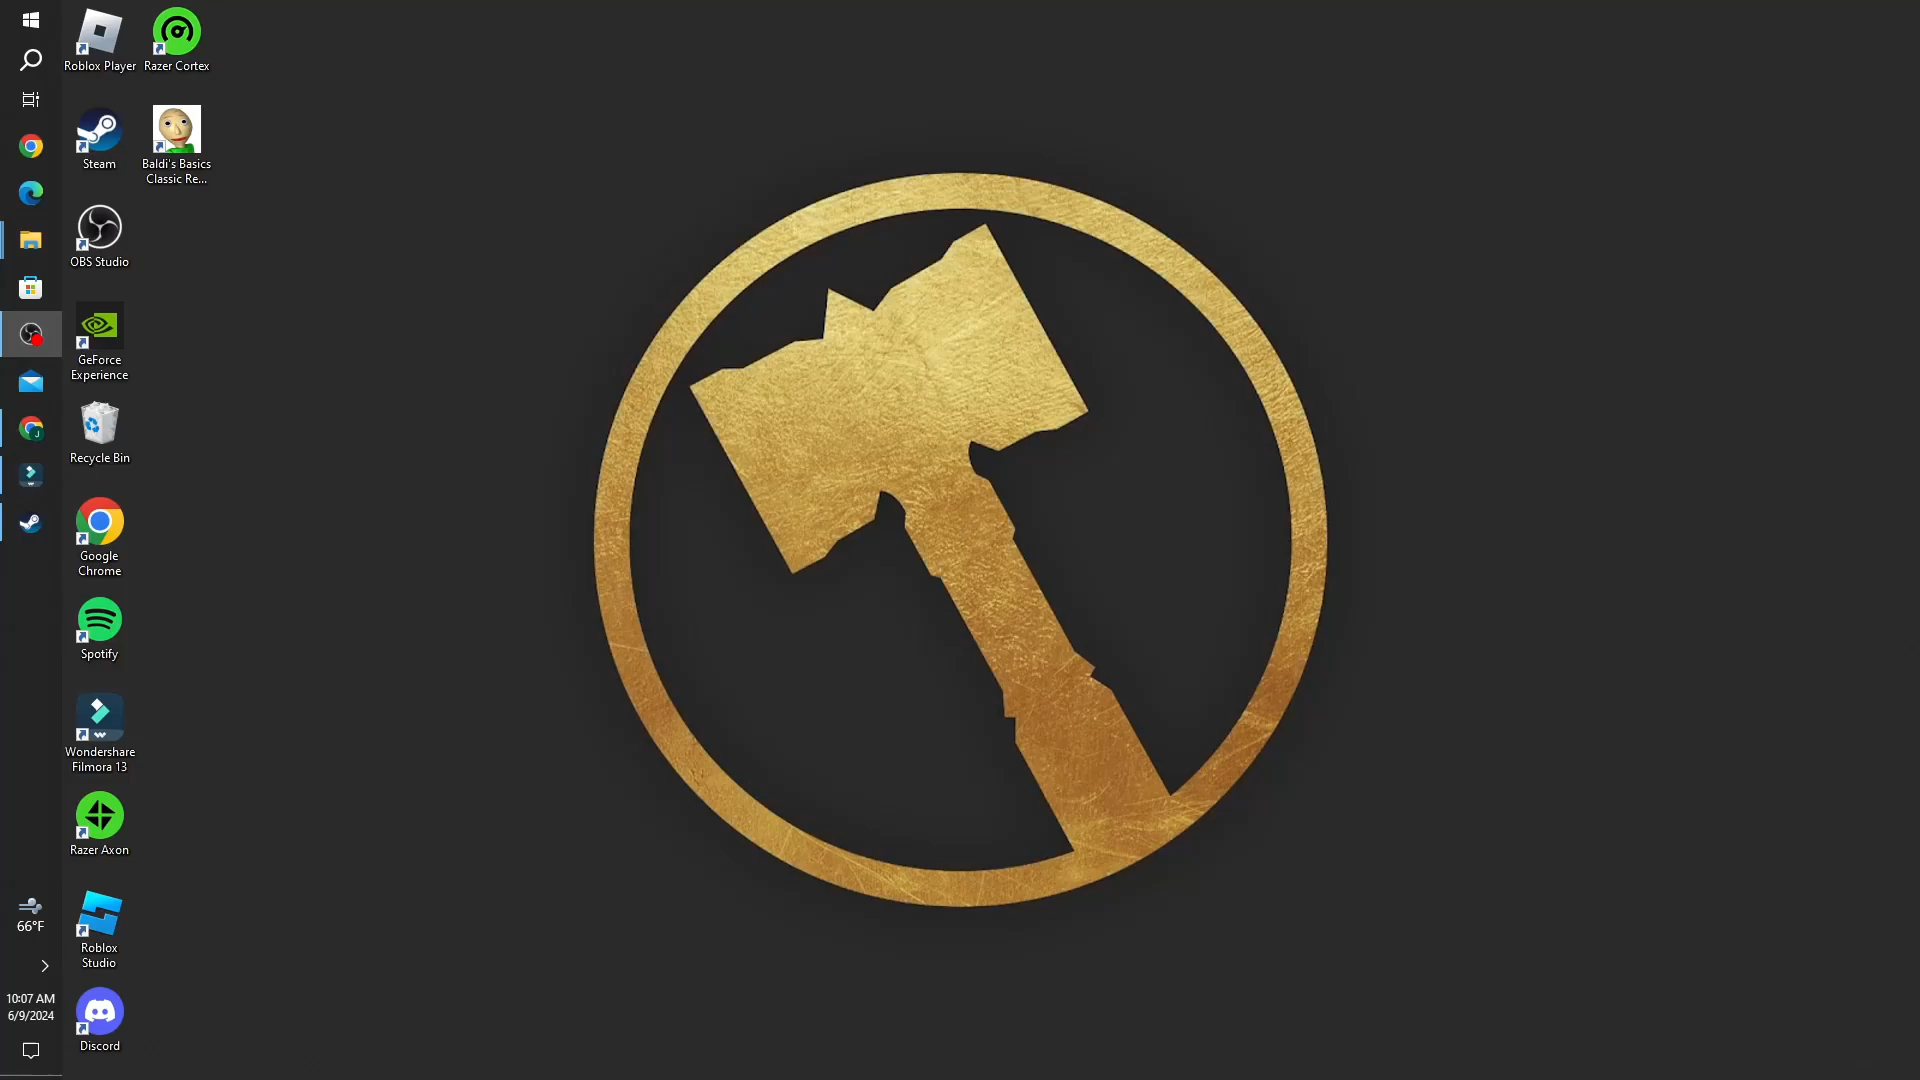 Roblox Player
Razer Cortex
Steam
Baldi's Basics
Classic Re...
OBS Studio
GeForce
Experience
Recycle Bin
Google
Chrome
Spotify
Wondershare
Filmora 13
Razer Axon
Roblox
Studio
Discord
J
66°F
10:07 AM
6/9/2024